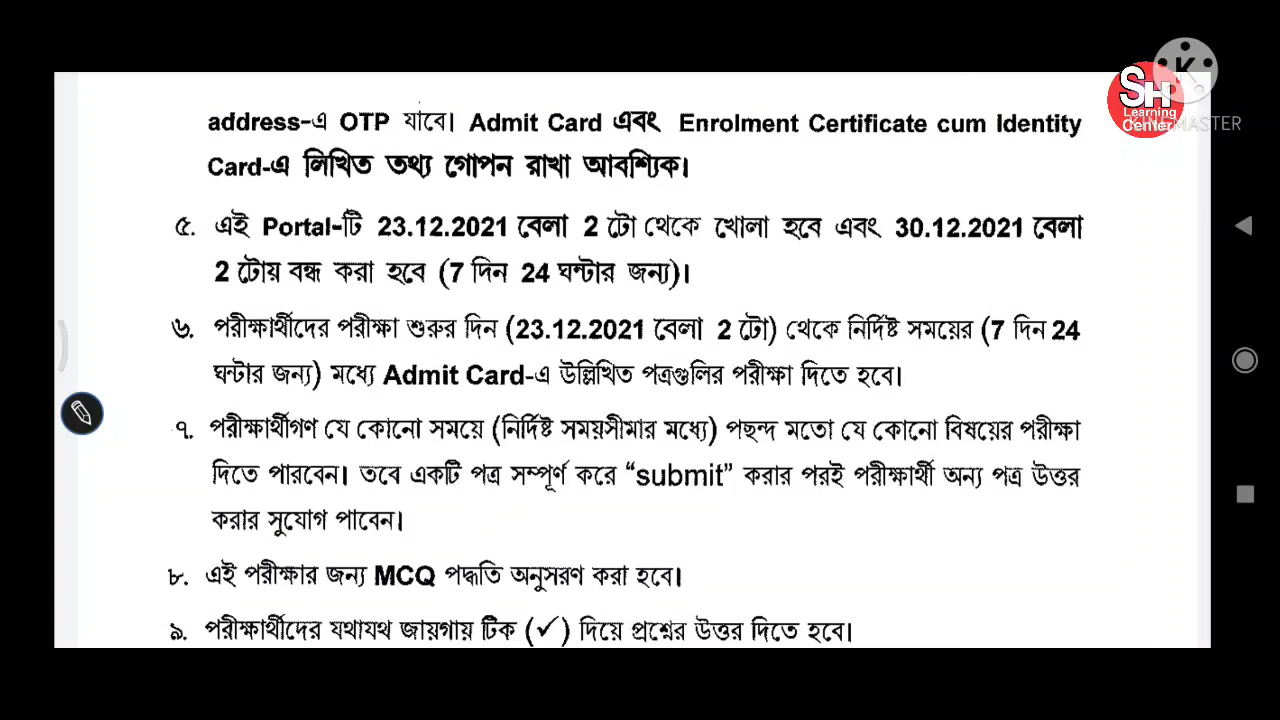 address-এ OTP যাবে। Admit Card এবং Enrolment Certificate cum Identity
Card-এ লিখিত তথ্য গোপন রাখা আবশ্যিক।
৫. এই Portal-টি 23.12.2021 বেলা 2 টো থেকে খোলা হবে এবং 30.12.2021 বেলা
2 টোয় বন্ধ করা হবে (7 দিন 24 ঘন্টার জন্য)।
৬. পরীক্ষার্থীদের পরীক্ষা শুরুর দিন (23.12.2021 বেলা 2 টো) থেকে নির্দিষ্ট সময়ের (7 দিন 24
ঘন্টার জন্য) মধ্যে Admit Card-এ উল্লিখিত পত্রগুলির পরীক্ষা দিতে হবে।
৭. পরীক্ষার্থীগণ যে কোনো সময়ে (নির্দিষ্ট সময়সীমার মধ্যে) পছন্দ মতো যে কোনো বিষয়ের পরীক্ষা
দিতে পারবেন। তবে একটি পত্র সম্পূর্ণ করে “submit” করার পরই পরীক্ষার্থী অন্য পত্র উত্তর
করার সুযোগ পাবেন।
৮. এই পরীক্ষার জন্য MCQ পদ্ধতি অনুসরণ করা হবে।
৯. পরীক্ষার্থীদের যথাযথ জায়গায় টিক (✓) দিয়ে প্রশ্নের উত্তর দিতে হবে।
SH
Learning
Center
K
MASTER